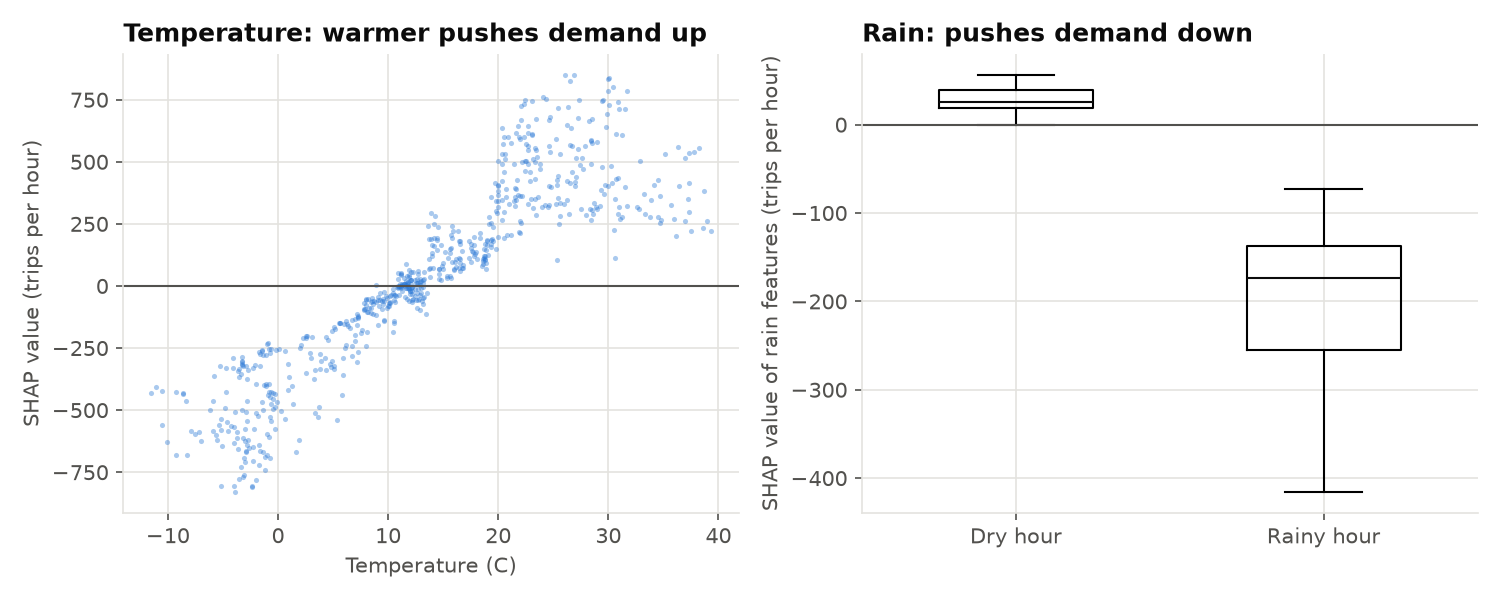 Temperature: warmer pushes demand up
SHAP value (trips per hour)
750
500
250
0
−250
−500
−750
−10
0
10
20
30
40
Temperature (C)
Rain: pushes demand down
SHAP value of rain features (trips per hour)
0
−100
−200
−300
−400
Dry hour
Rainy hour